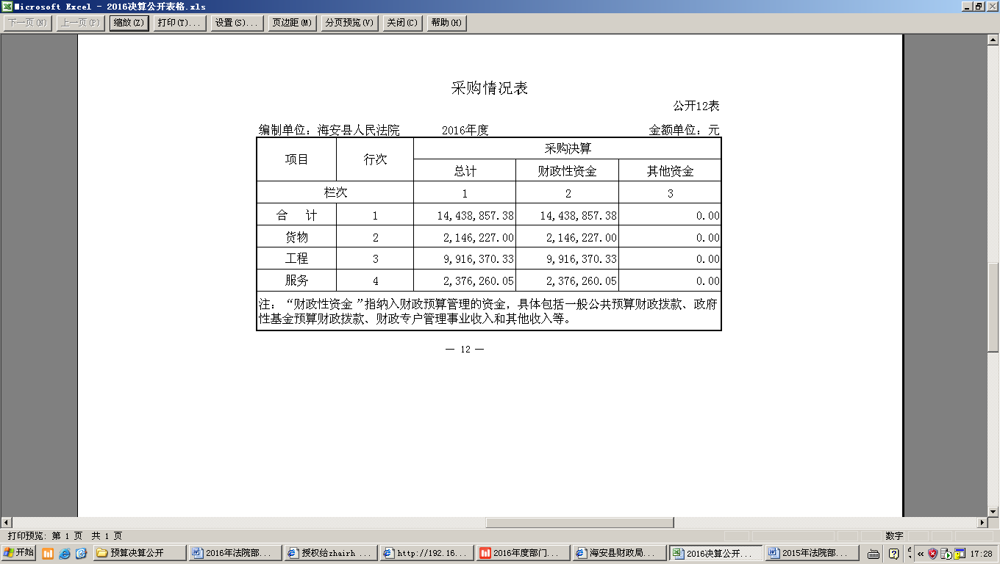 Microsoft Excel - 2016决算公开表格.xls
下一页(N) 上一页(P) 缩放(Z) 打印(T)... 设置(S)... 页边距(M) 分页预览(V) 关闭(C) 帮助(H)
采购情况表
公开12表
编制单位：海安县人民法院 2016年度 金额单位：元
项目 行次 采购决算
总计 财政性资金 其他资金
栏次 1 2 3
合 计 1 14,438,857.38 14,438,857.38 0.00
货物 2 2,146,227.00 2,146,227.00 0.00
工程 3 9,916,370.33 9,916,370.33 0.00
服务 4 2,376,260.05 2,376,260.05 0.00
注：“财政性资金”指纳入财政预算管理的资金，具体包括一般公共预算财政拨款、政府
性基金预算财政拨款、财政专户管理事业收入和其他收入等。
— 12 —
打印预览: 第 1 页 共 1 页 数字
开始 预算决算公开 2016年法院部... 授权给zhairh ... http://192.16... 2016年度部门... 海安县财政局... 2016决算公开... 2015年法院部... 17:28